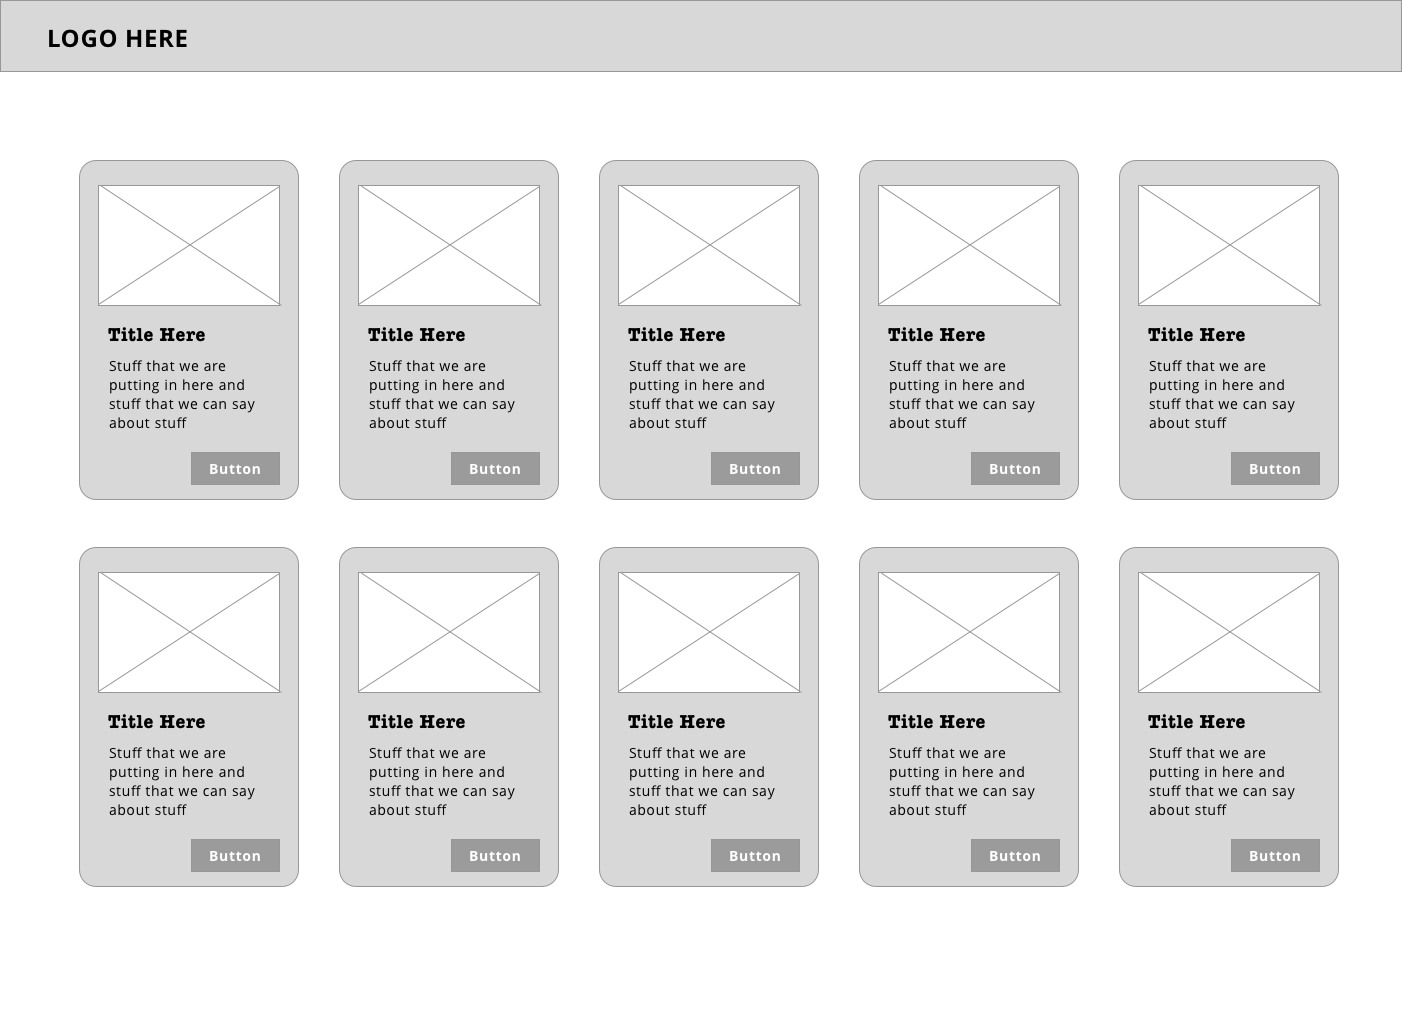 LOGO HERE
Title Here
Stuff that we are
putting in here and
stuff that we can say
about stuff
Button
Title Here
Stuff that we are
putting in here and
stuff that we can say
about stuff
Button
Title Here
Stuff that we are
putting in here and
stuff that we can say
about stuff
Button
Title Here
Stuff that we are
putting in here and
stuff that we can say
about stuff
Button
Title Here
Stuff that we are
putting in here and
stuff that we can say
about stuff
Button
Title Here
Stuff that we are
putting in here and
stuff that we can say
about stuff
Button
Title Here
Stuff that we are
putting in here and
stuff that we can say
about stuff
Button
Title Here
Stuff that we are
putting in here and
stuff that we can say
about stuff
Button
Title Here
Stuff that we are
putting in here and
stuff that we can say
about stuff
Button
Title Here
Stuff that we are
putting in here and
stuff that we can say
about stuff
Button